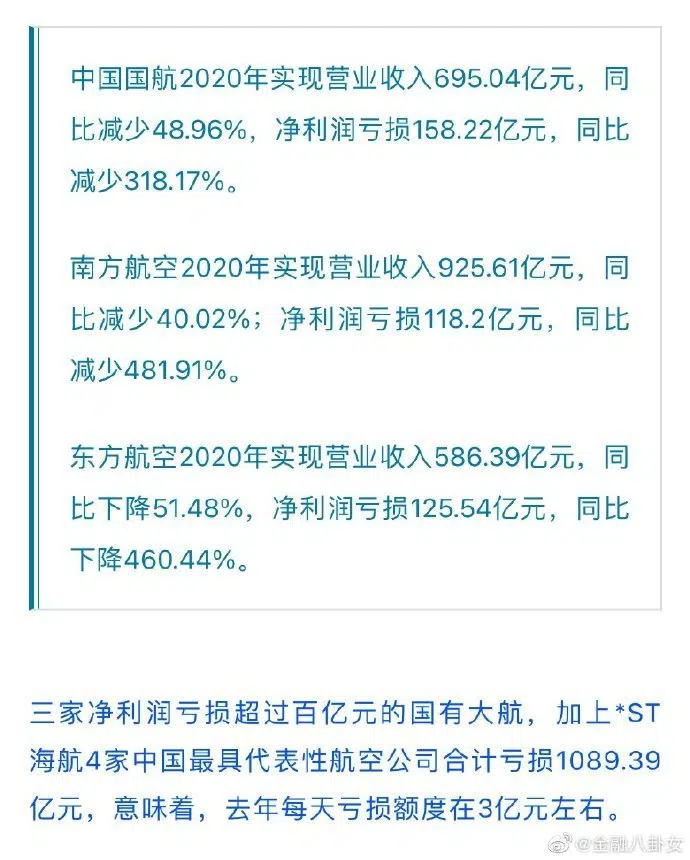 中国国航2020年实现营业收入695.04亿元，同
比减少48.96%，净利润亏损158.22亿元，同比
减少318.17%。
南方航空2020年实现营业收入925.61亿元，同
比减少40.02%；净利润亏损118.2亿元，同比
减少481.91%。
东方航空2020年实现营业收入586.39亿元，同
比下降51.48%，净利润亏损125.54亿元，同比
下降460.44%。
三家净利润亏损超过百亿元的国有大航，加上*ST
海航4家中国最具代表性航空公司合计亏损1089.39
亿元，意味着，去年每天亏损额度在3亿元左右。
@金融八卦女